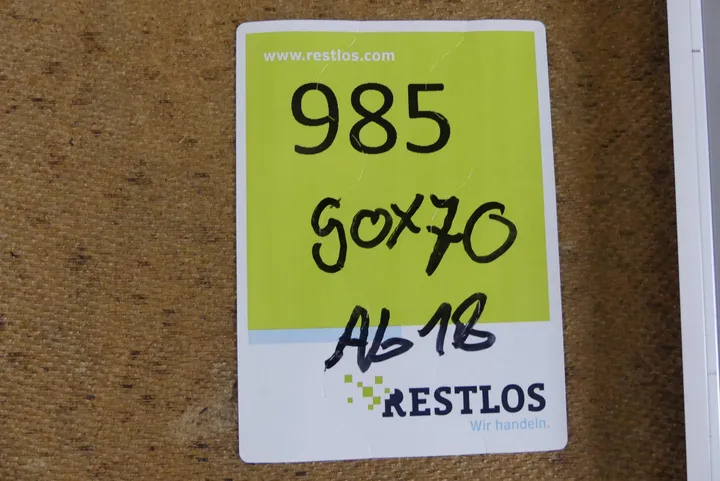 www.restlos.com
985
90x70
Ab 18
RESTLOS
Wir handeln.